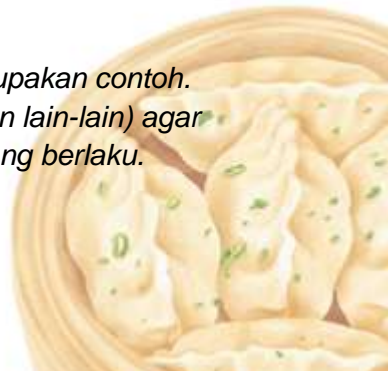 upakan contoh.
n lain-lain) agar
ng berlaku.